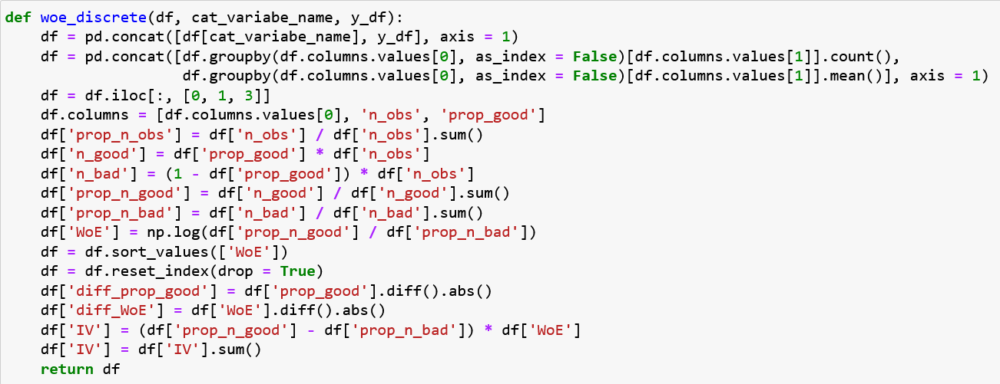 def woe_discrete(df, cat_variabe_name, y_df):
    df = pd.concat([df[cat_variabe_name], y_df], axis = 1)
    df = pd.concat([df.groupby(df.columns.values[0], as_index = False)[df.columns.values[1]].count(),
                    df.groupby(df.columns.values[0], as_index = False)[df.columns.values[1]].mean()], axis = 1)
    df = df.iloc[:, [0, 1, 3]]
    df.columns = [df.columns.values[0], 'n_obs', 'prop_good']
    df['prop_n_obs'] = df['n_obs'] / df['n_obs'].sum()
    df['n_good'] = df['prop_good'] * df['n_obs']
    df['n_bad'] = (1 - df['prop_good']) * df['n_obs']
    df['prop_n_good'] = df['n_good'] / df['n_good'].sum()
    df['prop_n_bad'] = df['n_bad'] / df['n_bad'].sum()
    df['WoE'] = np.log(df['prop_n_good'] / df['prop_n_bad'])
    df = df.sort_values(['WoE'])
    df = df.reset_index(drop = True)
    df['diff_prop_good'] = df['prop_good'].diff().abs()
    df['diff_WoE'] = df['WoE'].diff().abs()
    df['IV'] = (df['prop_n_good'] - df['prop_n_bad']) * df['WoE']
    df['IV'] = df['IV'].sum()
    return df